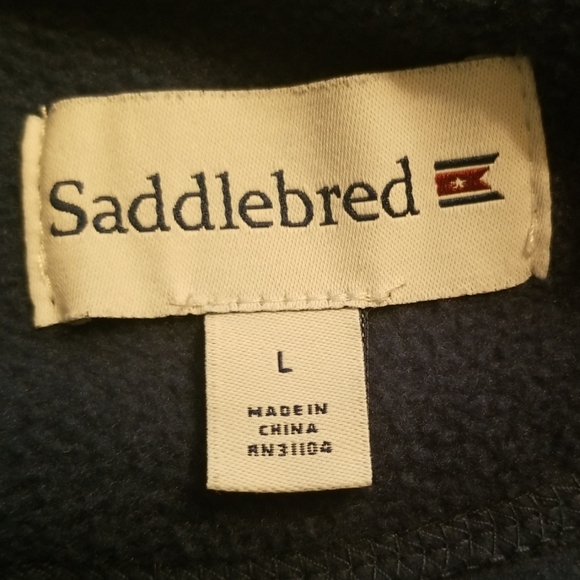 Saddlebred
L
MADE IN
CHINA
RN31104